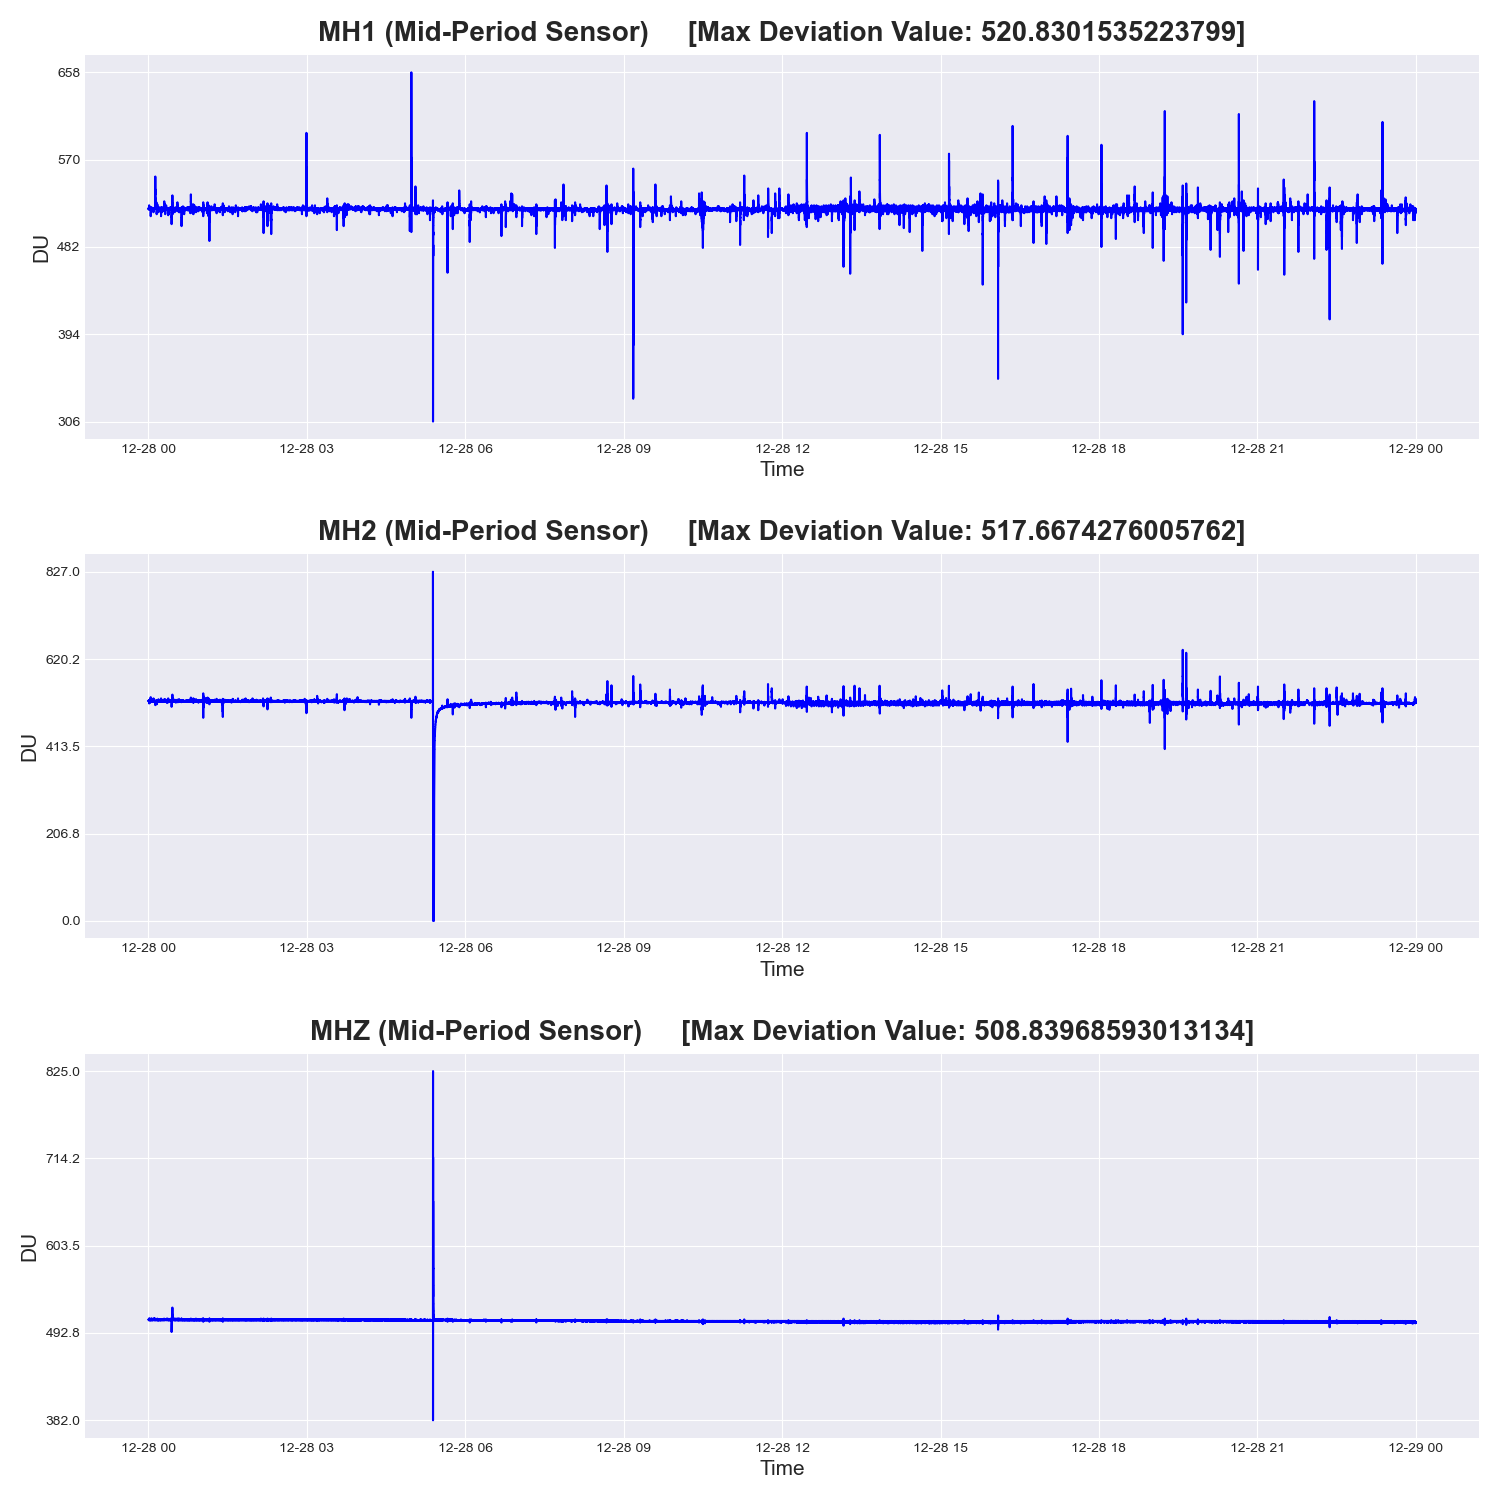 MH1 (Mid-Period Sensor) [Max Deviation Value: 520.8301535223799]
658
570
482
394
306
DU
12-28 00 12-28 03 12-28 06 12-28 09 12-28 12 12-28 15 12-28 18 12-28 21 12-29 00
Time
MH2 (Mid-Period Sensor) [Max Deviation Value: 517.6674276005762]
827.0
620.2
413.5
206.8
0.0
DU
12-28 00 12-28 03 12-28 06 12-28 09 12-28 12 12-28 15 12-28 18 12-28 21 12-29 00
Time
MHZ (Mid-Period Sensor) [Max Deviation Value: 508.83968593013134]
825.0
714.2
603.5
492.8
382.0
DU
12-28 00 12-28 03 12-28 06 12-28 09 12-28 12 12-28 15 12-28 18 12-28 21 12-29 00
Time